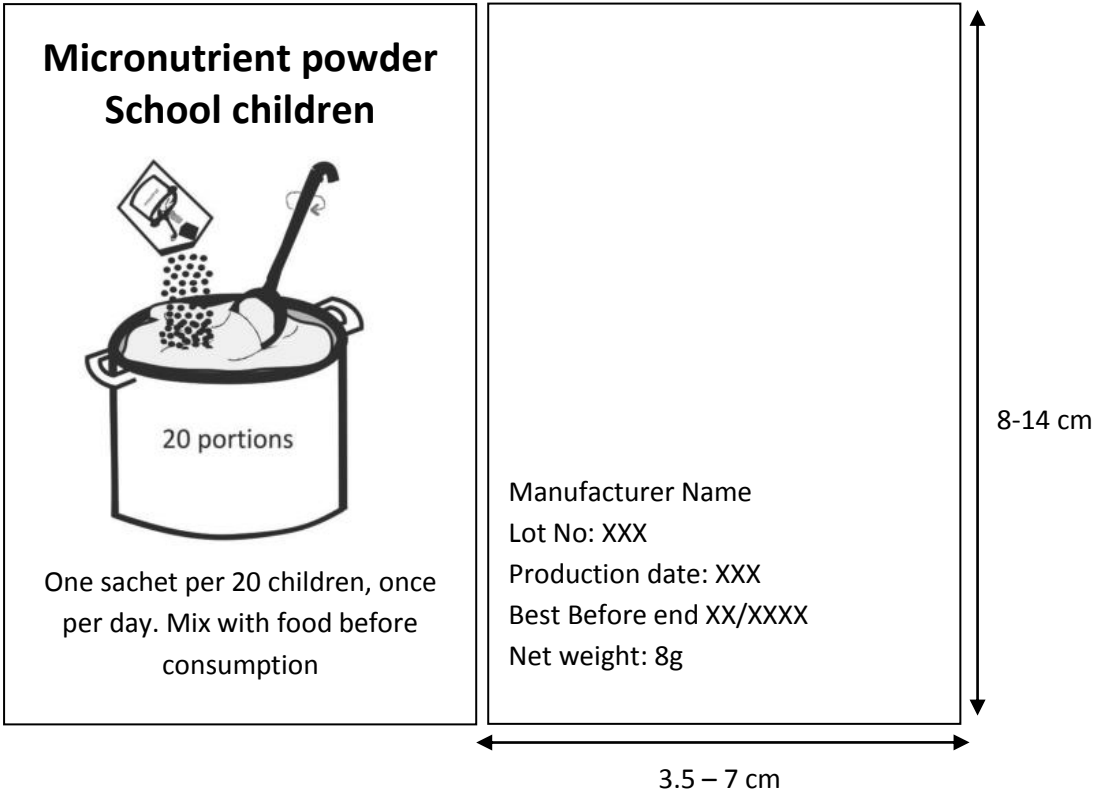 Micronutrient powder
School children
20 portions
One sachet per 20 children, once
per day. Mix with food before
consumption
Manufacturer Name
Lot No: XXX
Production date: XXX
Best Before end XX/XXXX
Net weight: 8g
8-14 cm
3.5 – 7 cm